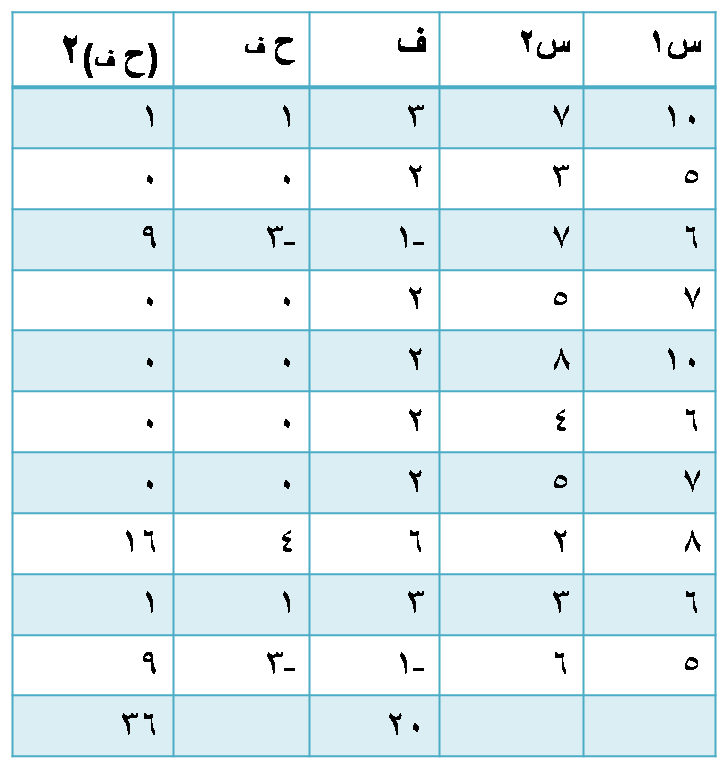 س١ س٢ ف ح ف (ح ف)٢
١٠ ٧ ٣ ١ ١
٥ ٣ ٢ ٠ ٠
٦ ٧ -١ -٣ ٩
٧ ٥ ٢ ٠ ٠
١٠ ٨ ٢ ٠ ٠
٦ ٤ ٢ ٠ ٠
٧ ٥ ٢ ٠ ٠
٨ ٢ ٦ ٤ ١٦
٦ ٣ ٣ ١ ١
٥ ٦ -١ -٣ ٩
٢٠ ٣٦